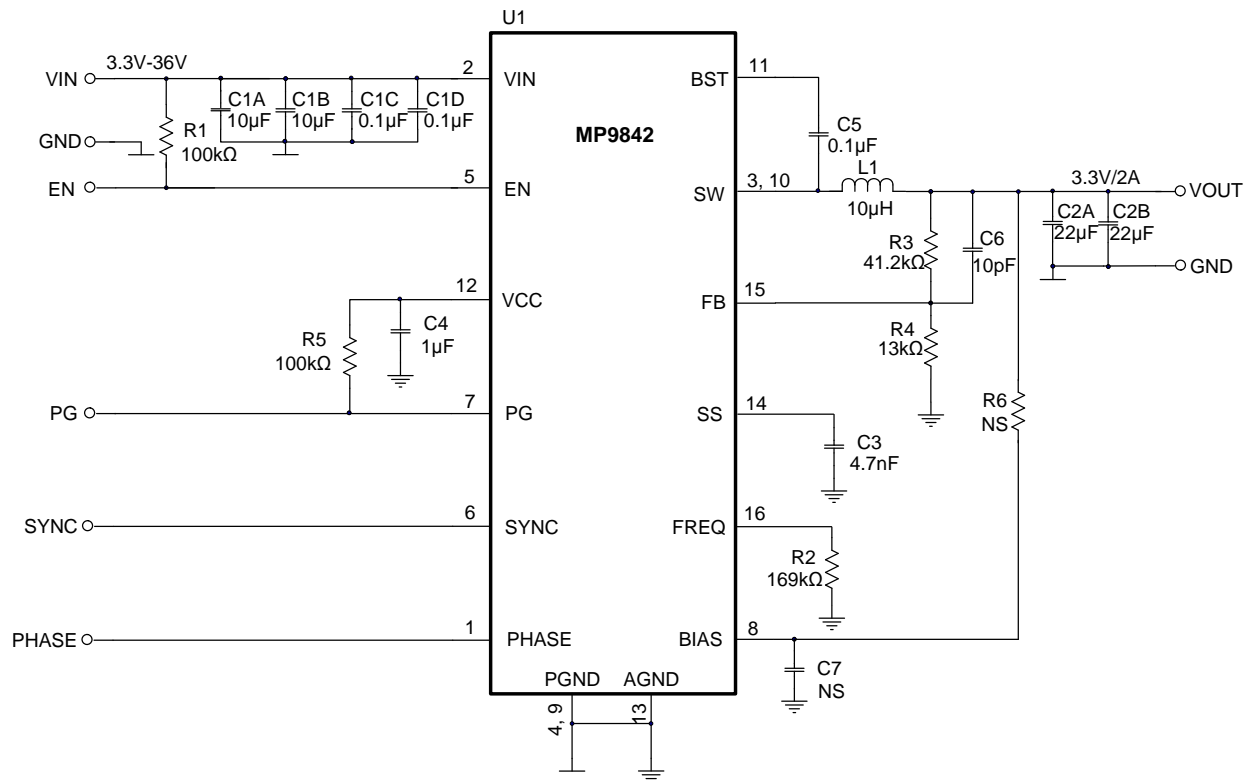 U1
3.3V-36V
VIN
2
VIN
BST
11
C1A
10µF
C1B
10µF
C1C
0.1µF
C1D
0.1µF
R1
100kΩ
GND
MP9842
C5
0.1µF
EN
5
EN
SW
3, 10
L1
10µH
3.3V/2A
VOUT
C2A
22µF
C2B
22µF
R3
41.2kΩ
C6
10pF
GND
12
VCC
FB
15
C4
1µF
R5
100kΩ
R4
13kΩ
PG
7
PG
SS
14
R6
NS
C3
4.7nF
SYNC
6
SYNC
FREQ
16
R2
169kΩ
PHASE
1
PHASE
BIAS
8
C7
NS
PGND
AGND
4, 9
13